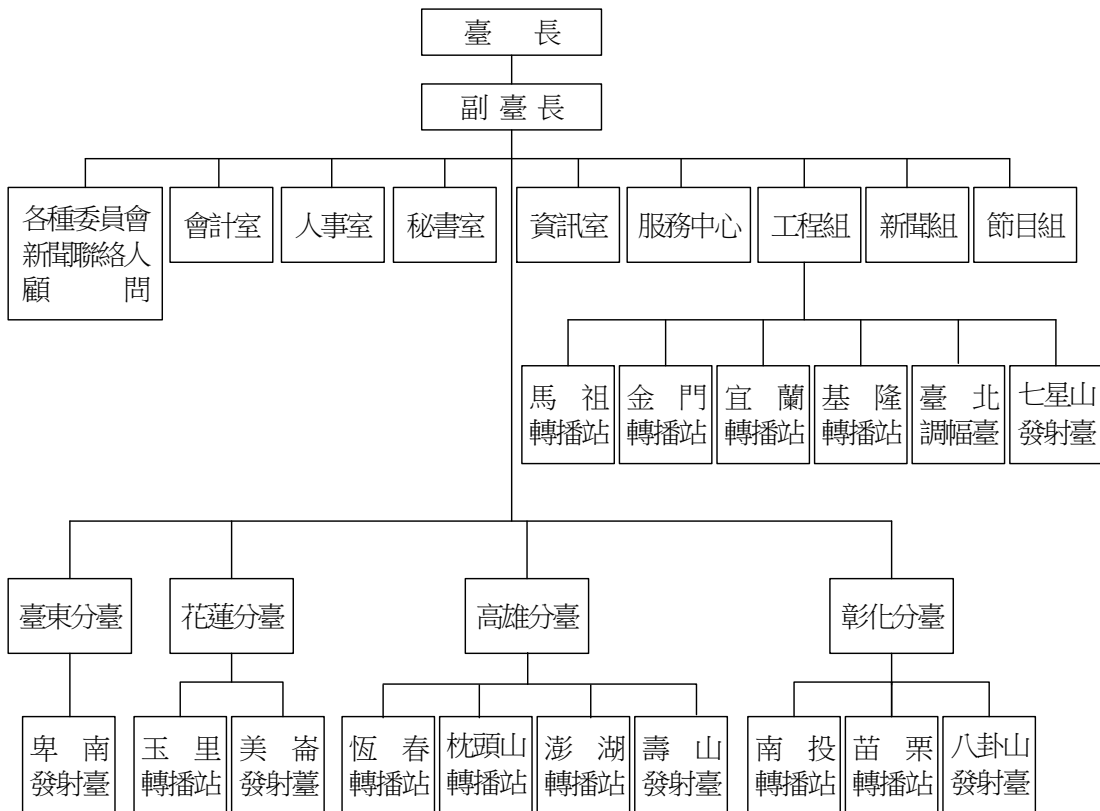 臺長
副臺長
各種委員會
新聞聯絡人
顧問
會計室
人事室
秘書室
資訊室
服務中心
工程組
新聞組
節目組
馬祖
轉播站
金門
轉播站
宜蘭
轉播站
基隆
轉播站
臺北
調幅臺
七星山
發射臺
臺東分臺
花蓮分臺
高雄分臺
彰化分臺
卑南
發射臺
玉里
轉播站
美崙
發射薹
恆春
轉播站
枕頭山
轉播站
澎湖
轉播站
壽山
發射臺
南投
轉播站
苗栗
轉播站
八卦山
發射臺